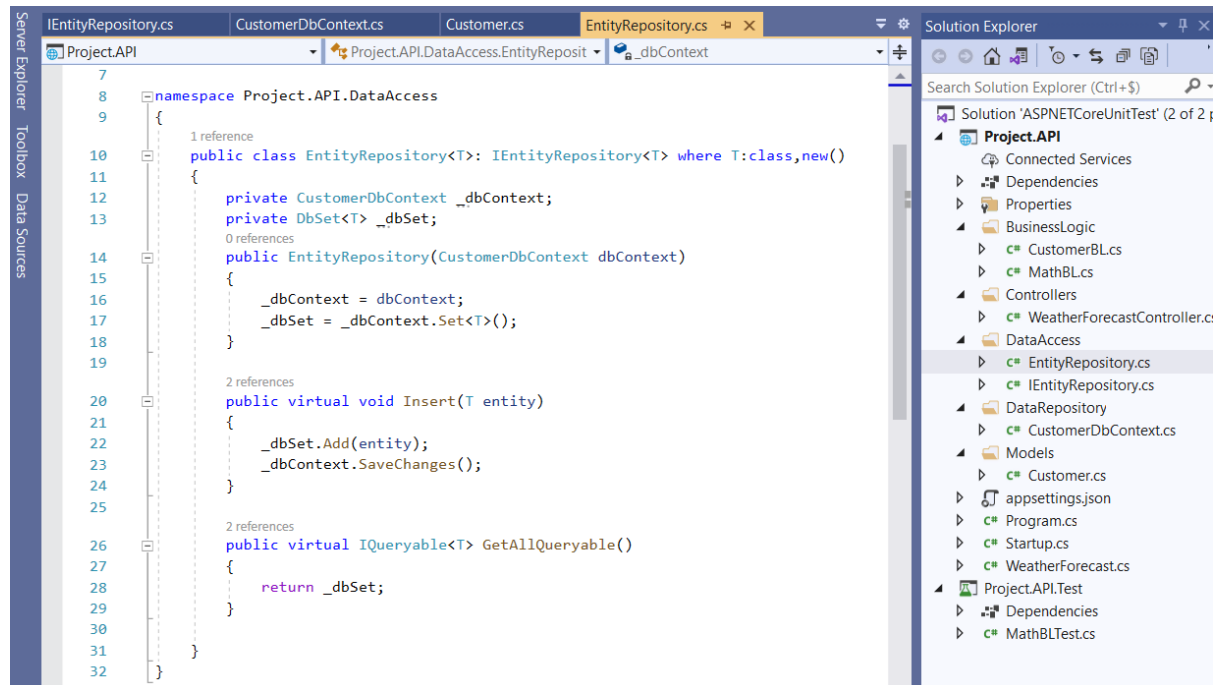 Server Explorer
Toolbox
Data Sources
IEntityRepository.cs
CustomerDbContext.cs
Customer.cs
EntityRepository.cs
Project.API
Project.API.DataAccess.EntityReposit
_dbContext
7
8 namespace Project.API.DataAccess
9 {
1 reference
10 public class EntityRepository<T>: IEntityRepository<T> where T:class,new()
11 {
12 private CustomerDbContext _dbContext;
13 private DbSet<T> _dbSet;
0 references
14 public EntityRepository(CustomerDbContext dbContext)
15 {
16 _dbContext = dbContext;
17 _dbSet = _dbContext.Set<T>();
18 }
19
2 references
20 public virtual void Insert(T entity)
21 {
22 _dbSet.Add(entity);
23 _dbContext.SaveChanges();
24 }
25
2 references
26 public virtual IQueryable<T> GetAllQueryable()
27 {
28 return _dbSet;
29 }
30
31 }
32 }
Solution Explorer
Search Solution Explorer (Ctrl+$)
Solution 'ASPNETCoreUnitTest' (2 of 2 p
Project.API
Connected Services
Dependencies
Properties
BusinessLogic
C# CustomerBL.cs
C# MathBL.cs
Controllers
C# WeatherForecastController.cs
DataAccess
C# EntityRepository.cs
C# IEntityRepository.cs
DataRepository
C# CustomerDbContext.cs
Models
C# Customer.cs
appsettings.json
C# Program.cs
C# Startup.cs
C# WeatherForecast.cs
Project.API.Test
Dependencies
C# MathBLTest.cs